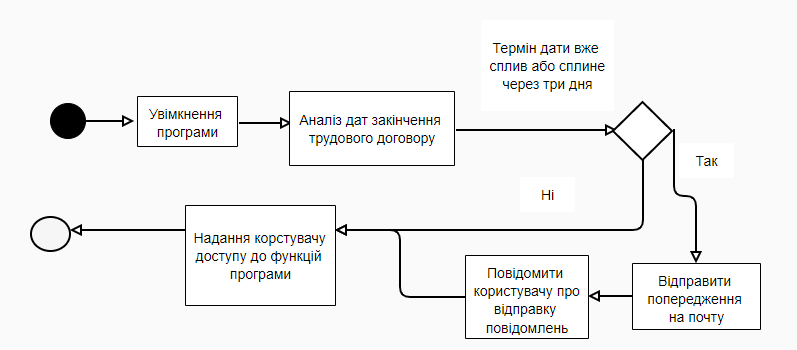 Термін дати вже
сплив або сплине
через три дня
Увімкнення
програми
Аналіз дат закінчення
трудового договору
Так
Ні
Надання корстувачу
доступу до функцій
програми
Повідомити
користувачу про
відправку
повідомлень
Відправити
попередження
на почту